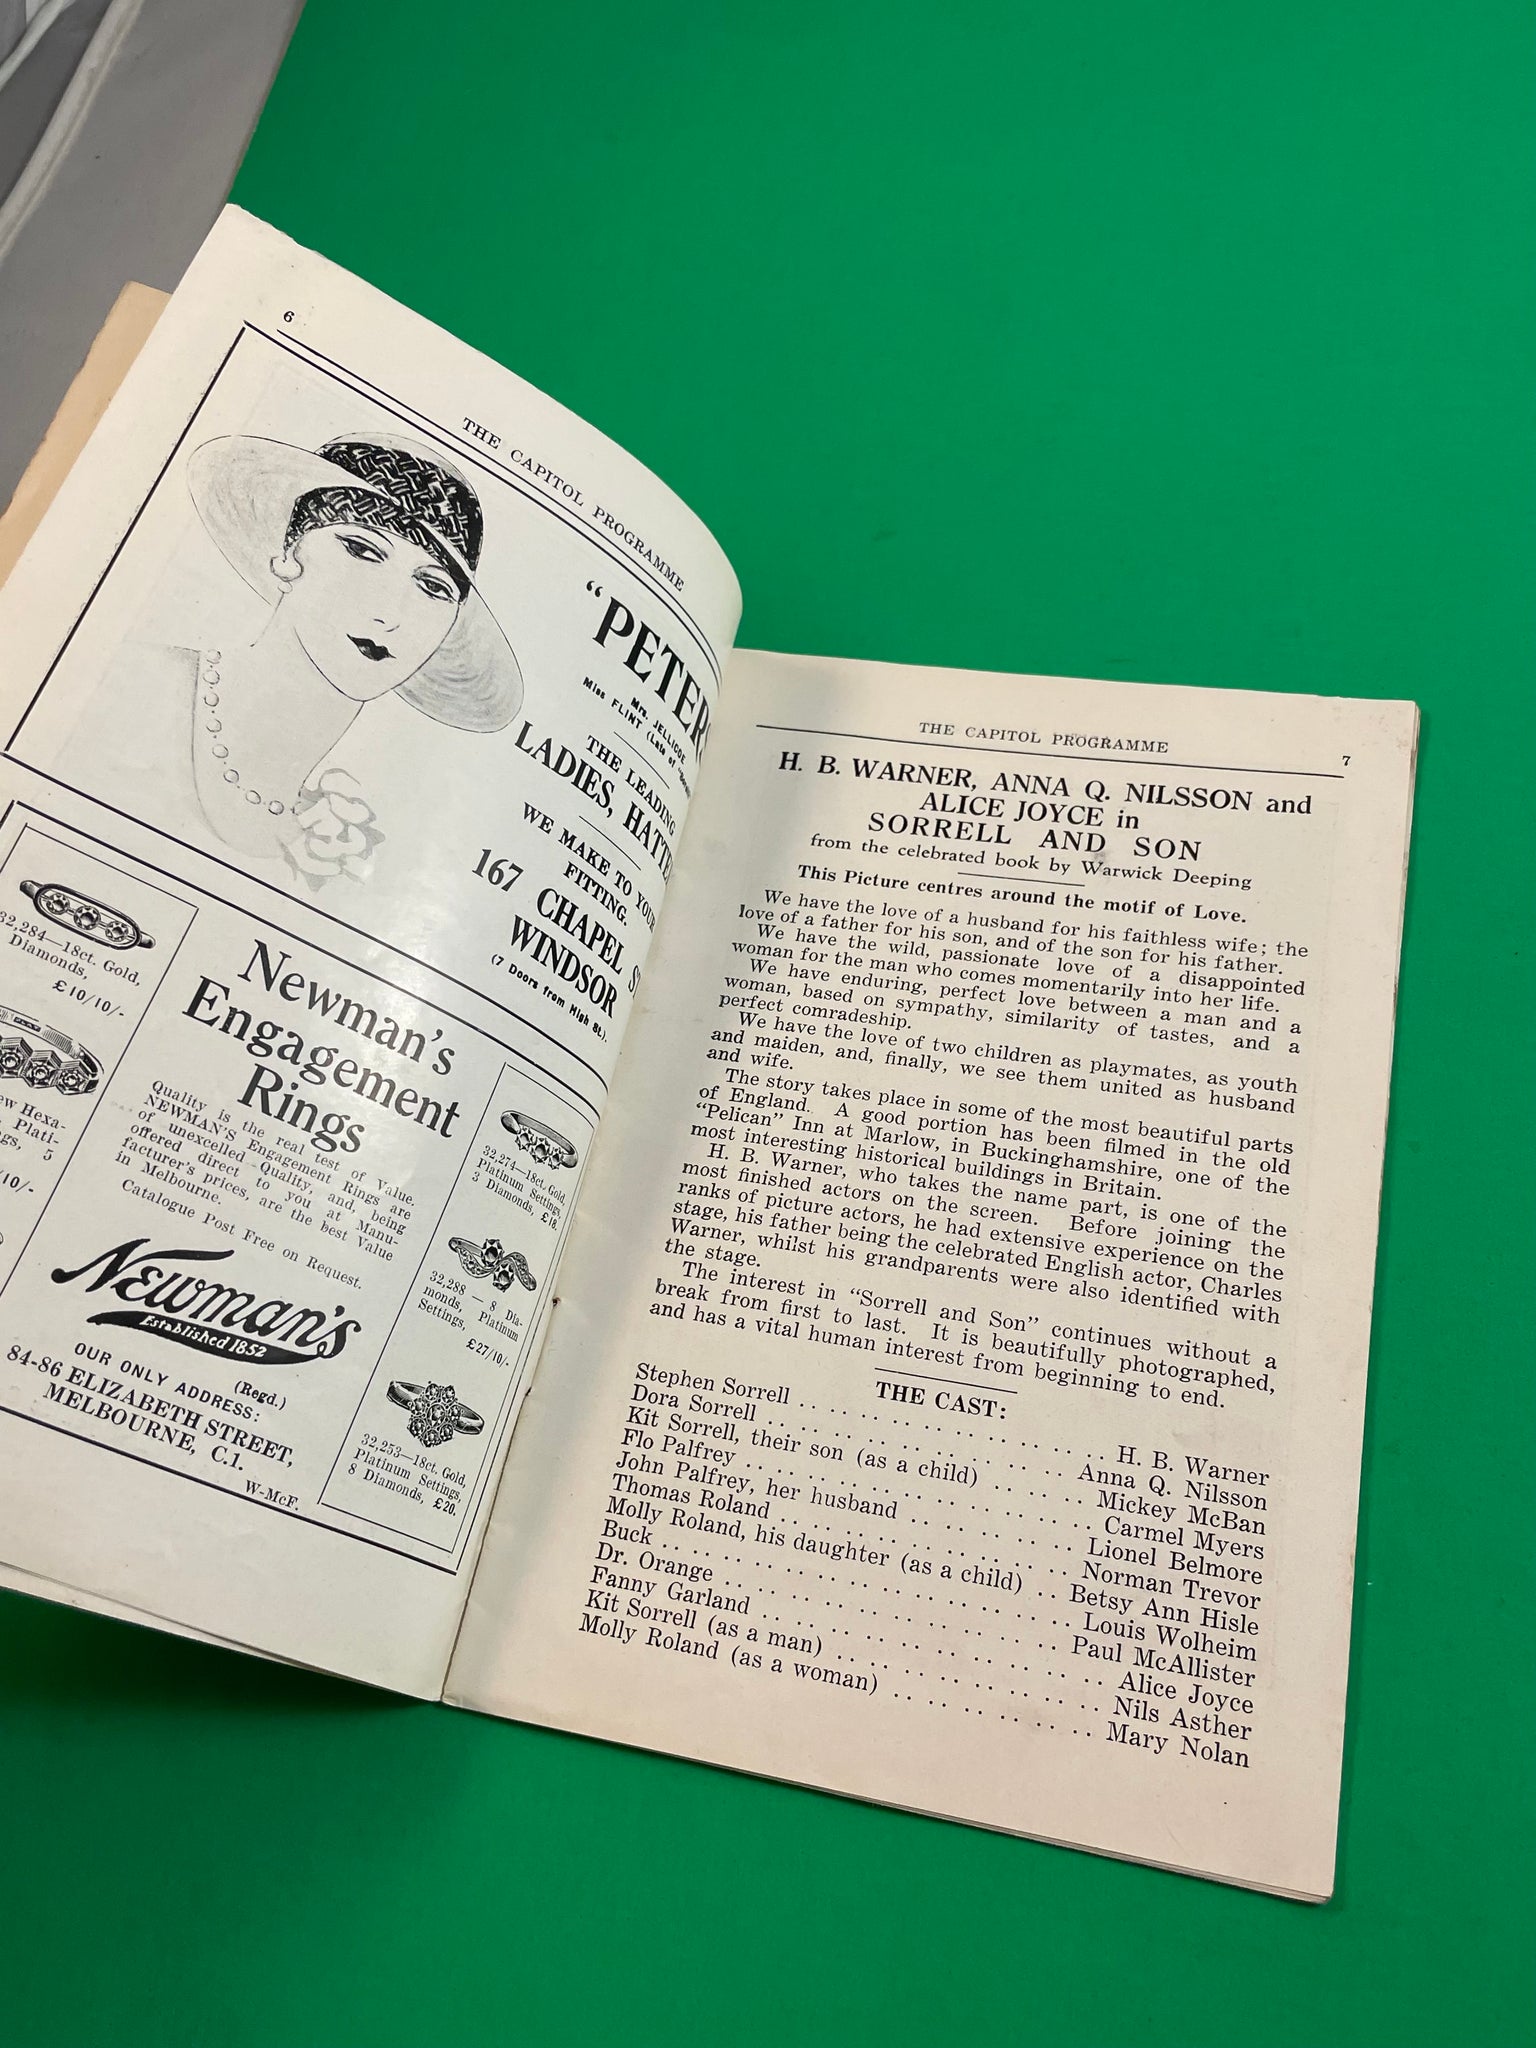 6
THE CAPITOL PROGRAMME
"PETER
Mrs. JELLICOE
Miss FLINT (Late of
THE LEADING
LADIES, HATTE
WE MAKE TO YOUR
FITTING.
167 CHAPEL S
WINDSOR
(7 Doors from High St.)
32,284—18ct. Gold,
Diamonds,
£10/10/-
ew Hexa-
Plati-
ngs, 5
/10/-
Newman's
Engagement
Rings
Quality is the real test of Value.
NEWMAN'S Engagement Rings are
of unexcelled Quality, and, being
offered direct to you at Manu-
facturer's prices, are the best Value
in Melbourne.
Catalogue Post Free on Request.
NEWMAN'S
Established 1852
(Regd.)
OUR ONLY ADDRESS:
84-86 ELIZABETH STREET,
MELBOURNE, C.1.
W-McF.
32,274—18ct. Gold,
Platinum Settings,
3 Diamonds, £18.
32,288 — 8 Dia-
monds, Platinum
Settings,
£27/10/-
32,253—18ct. Gold,
Platinum Settings,
8 Diamonds, £20.
THE CAPITOL PROGRAMME
7
H. B. WARNER, ANNA Q. NILSSON and
ALICE JOYCE in
SORRELL AND SON
from the celebrated book by Warwick Deeping
This Picture centres around the motif of Love.
We have the love of a husband for his faithless wife; the
love of a father for his son, and of the son for his father.
We have the wild, passionate love of a disappointed
woman for the man who comes momentarily into her life.
We have enduring, perfect love between a man and a
woman, based on sympathy, similarity of tastes, and a
perfect comradeship.
We have the love of two children as playmates, as youth
and maiden, and, finally, we see them united as husband
and wife.
The story takes place in some of the most beautiful parts
of England. A good portion has been filmed in the old
"Pelican" Inn at Marlow, in Buckinghamshire, one of the
most interesting historical buildings in Britain.
H. B. Warner, who takes the name part, is one of the
most finished actors on the screen. Before joining the
ranks of picture actors, he had extensive experience on the
stage, his father being the celebrated English actor, Charles
Warner, whilst his grandparents were also identified with
the stage.
The interest in "Sorrell and Son" continues without a
break from first to last. It is beautifully photographed,
and has a vital human interest from beginning to end.
THE CAST:
Stephen Sorrell .. .. .. .. .. .. .. .. H. B. Warner
Dora Sorrell .. .. .. .. .. .. .. .. Anna Q. Nilsson
Kit Sorrell, their son (as a child) .. .. .. Mickey McBan
Flo Palfrey .. .. .. .. .. .. .. .. .. Carmel Myers
John Palfrey, her husband .. .. .. .. .. Lionel Belmore
Thomas Roland .. .. .. .. .. .. .. .. Norman Trevor
Molly Roland, his daughter (as a child) .. Betsy Ann Hisle
Buck .. .. .. .. .. .. .. .. .. .. .. Louis Wolheim
Dr. Orange .. .. .. .. .. .. .. .. .. Paul McAllister
Fanny Garland .. .. .. .. .. .. .. .. .. Alice Joyce
Kit Sorrell (as a man) .. .. .. .. .. .. .. Nils Asther
Molly Roland (as a woman) .. .. .. .. .. .. Mary Nolan